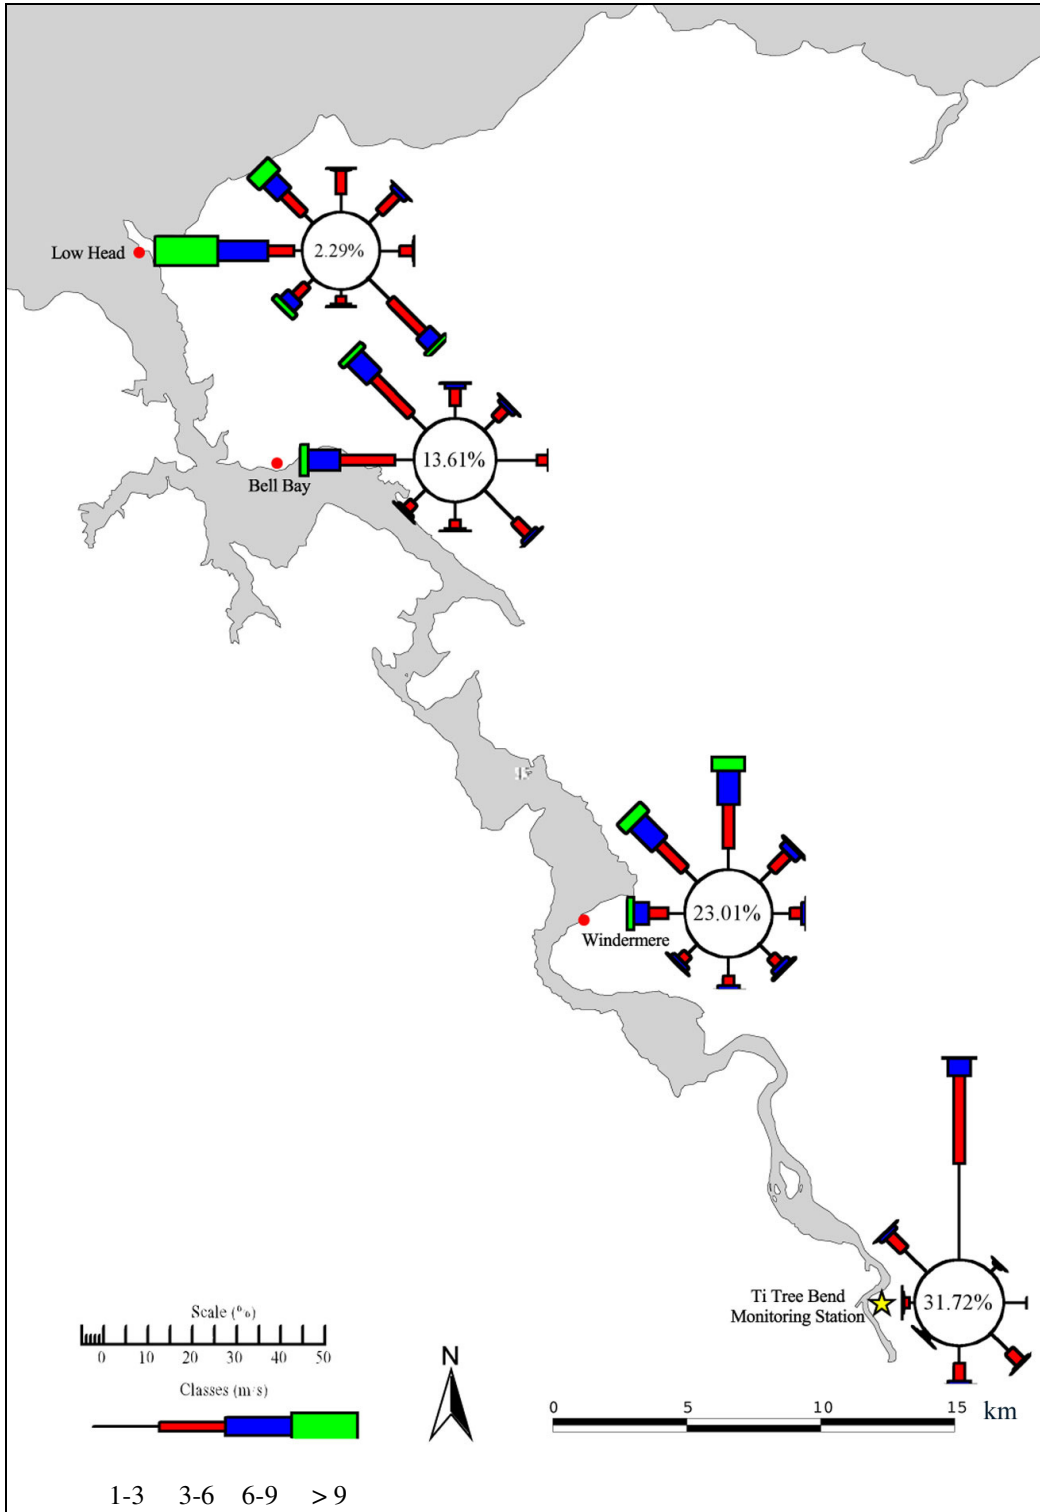 2.29%
Low Head
13.61%
Bell Bay
23.01%
Windermere
Ti Tree Bend
Monitoring Station
31.72%
Scale (%)
0 10 20 30 40 50
Classes (m/s)
N
0 5 10 15 km
1-3 3-6 6-9 > 9